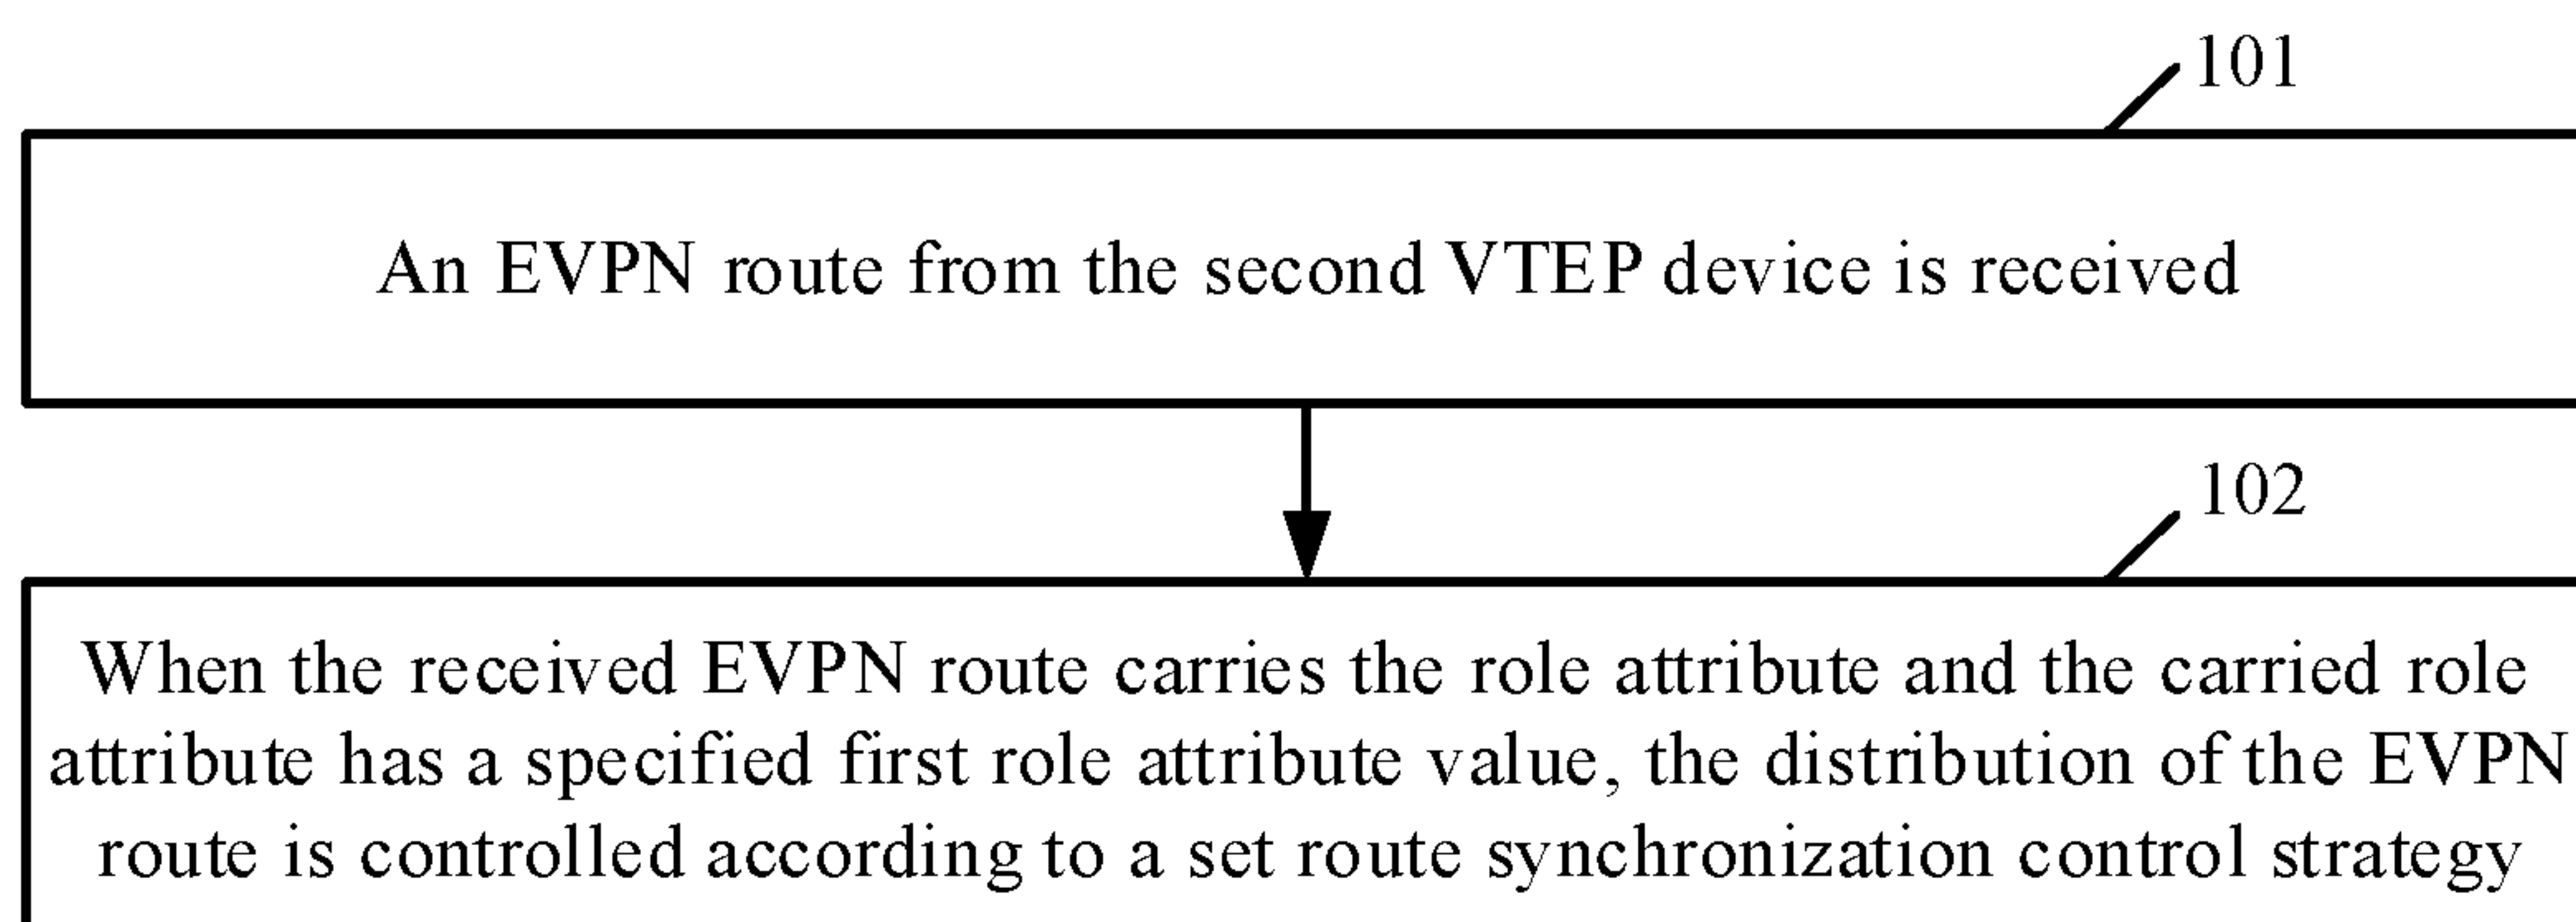 101
An EVPN route from the second VTEP device is received
102
When the received EVPN route carries the role attribute and the carried role
attribute has a specified first role attribute value, the distribution of the EVPN
route is controlled according to a set route synchronization control strategy